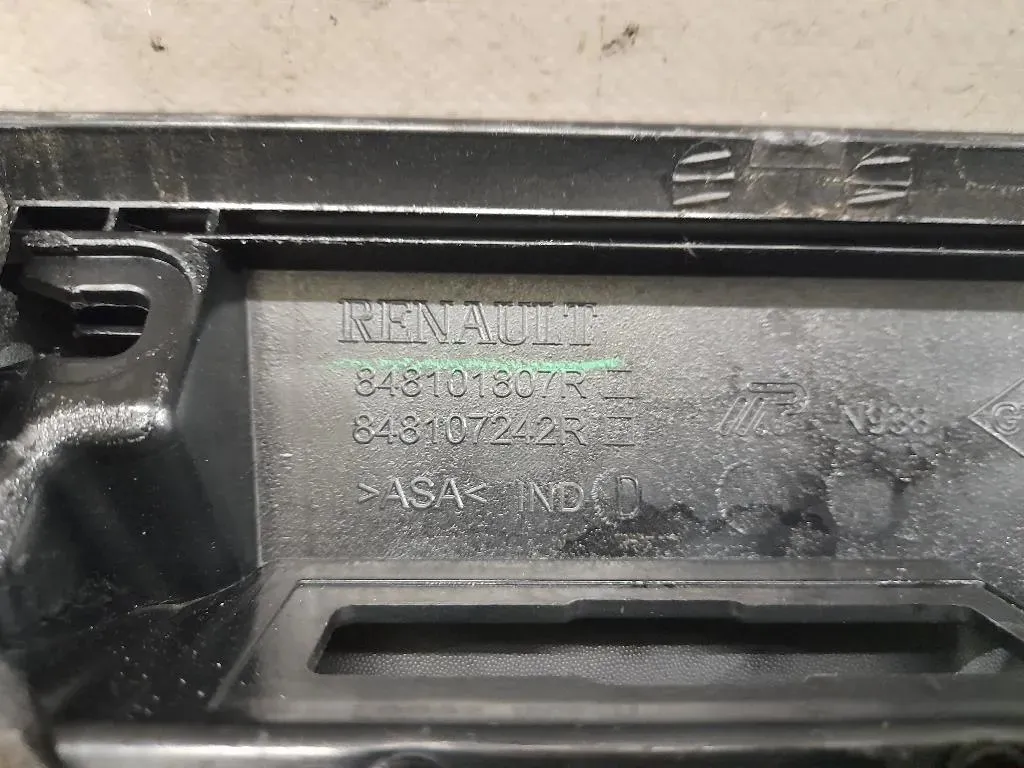 RENAULT
848101807R
848107242R
>ASA< IND D
N938